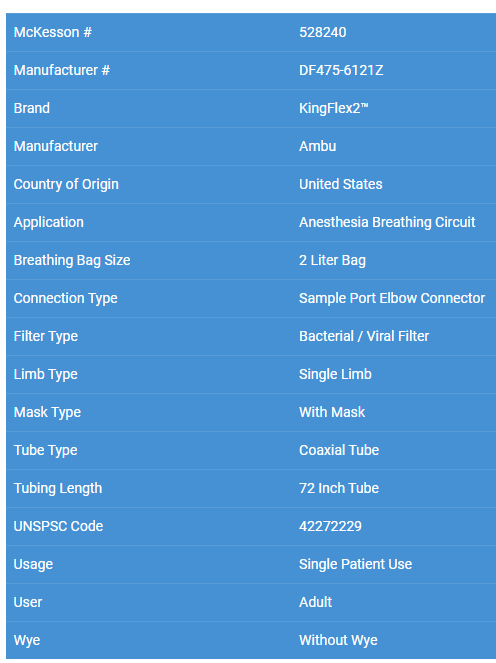 McKesson # 528240
Manufacturer # DF475-6121Z
Brand KingFlex2™
Manufacturer Ambu
Country of Origin United States
Application Anesthesia Breathing Circuit
Breathing Bag Size 2 Liter Bag
Connection Type Sample Port Elbow Connector
Filter Type Bacterial / Viral Filter
Limb Type Single Limb
Mask Type With Mask
Tube Type Coaxial Tube
Tubing Length 72 Inch Tube
UNSPSC Code 42272229
Usage Single Patient Use
User Adult
Wye Without Wye